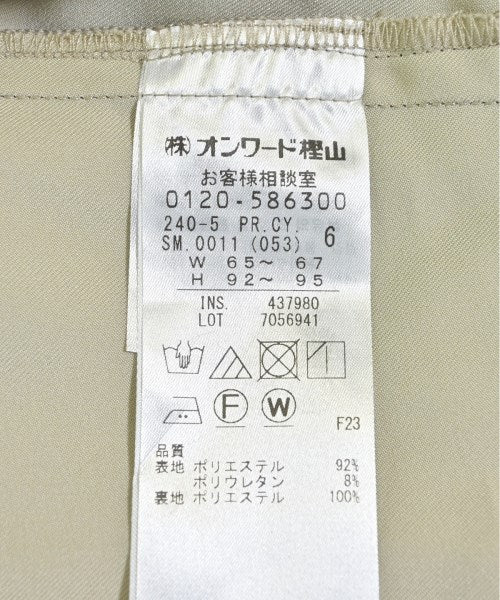 ㈱オンワード樫山
お客様相談室
0120-586300
240-5 PR.CY. 6
SM.0011 (053)
W 65～ 67
H 92～ 95
INS. 437980
LOT 7056941
F W
F23
品質
表地 ポリエステル 92%
ポリウレタン 8%
裏地 ポリエステル 100%